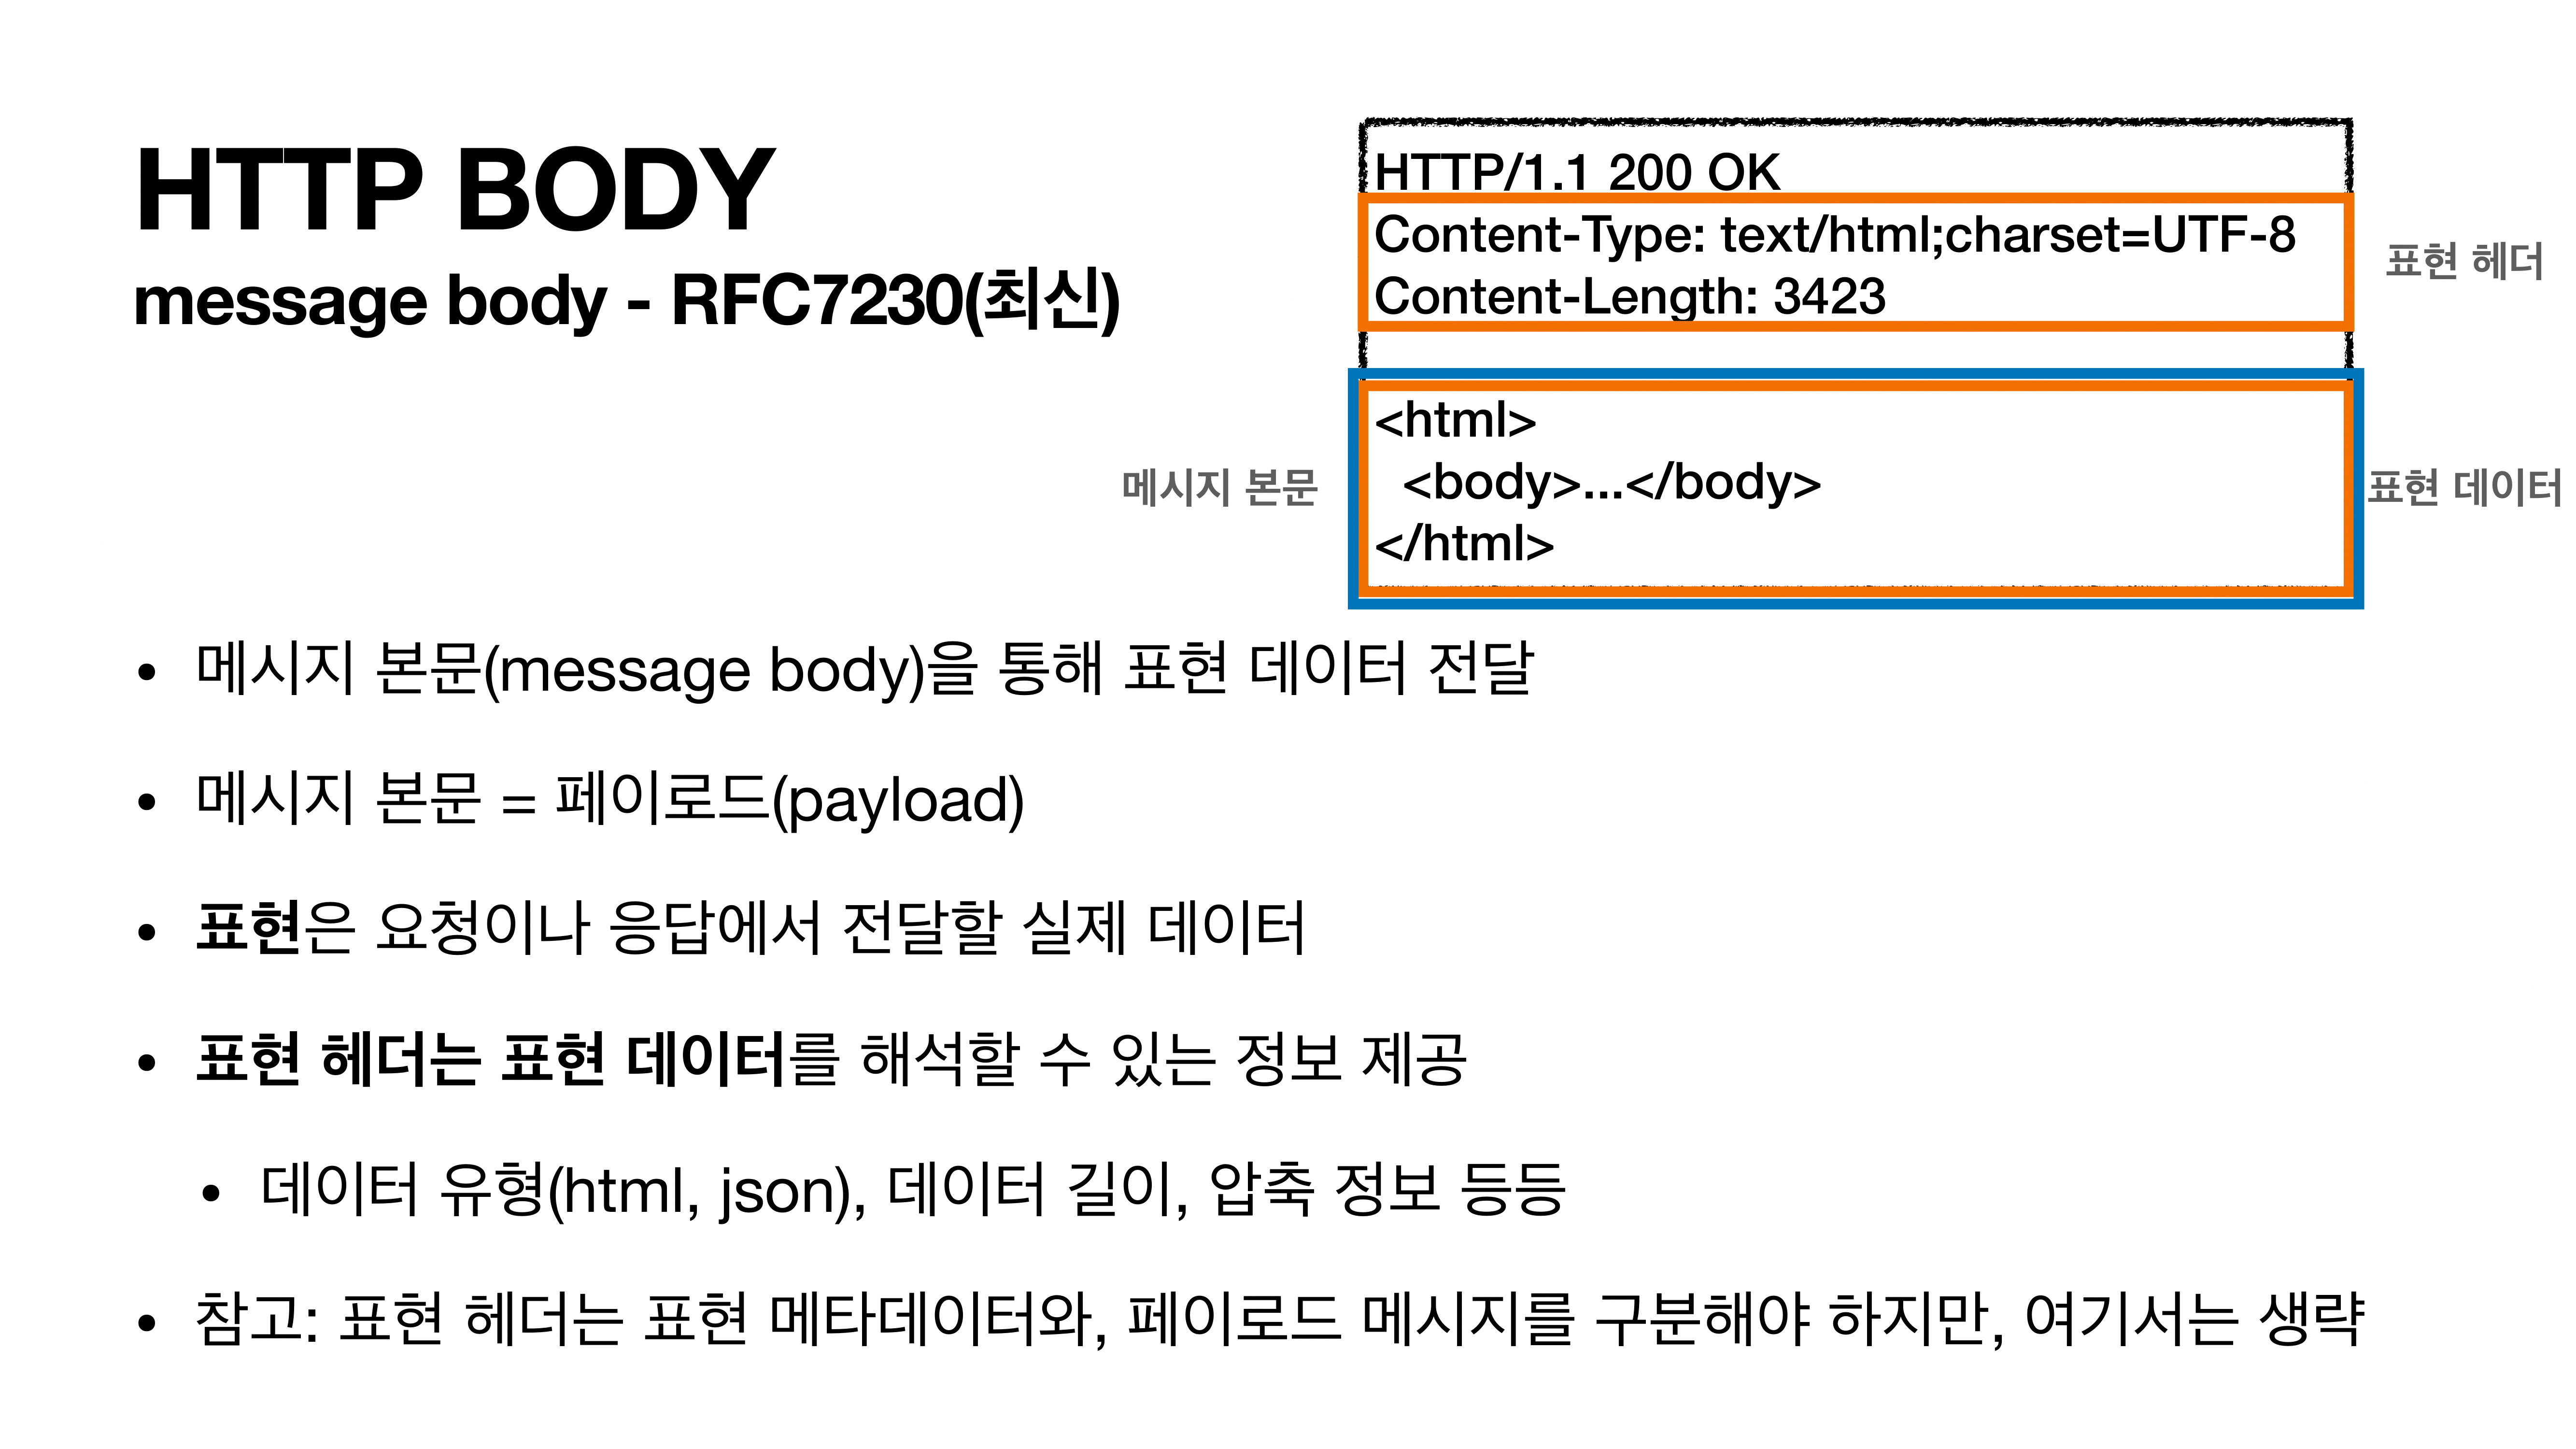 HTTP BODY
message body - RFC7230(최신)
HTTP/1.1 200 OK
Content-Type: text/html;charset=UTF-8
Content-Length: 3423
표현 헤더
<html>
<body>...</body>
</html>
메시지 본문
표현 데이터
• 메시지 본문(message body)을 통해 표현 데이터 전달
• 메시지 본문 = 페이로드(payload)
• 표현은 요청이나 응답에서 전달할 실제 데이터
• 표현 헤더는 표현 데이터를 해석할 수 있는 정보 제공
• 데이터 유형(html, json), 데이터 길이, 압축 정보 등등
• 참고: 표현 헤더는 표현 메타데이터와, 페이로드 메시지를 구분해야 하지만, 여기서는 생략